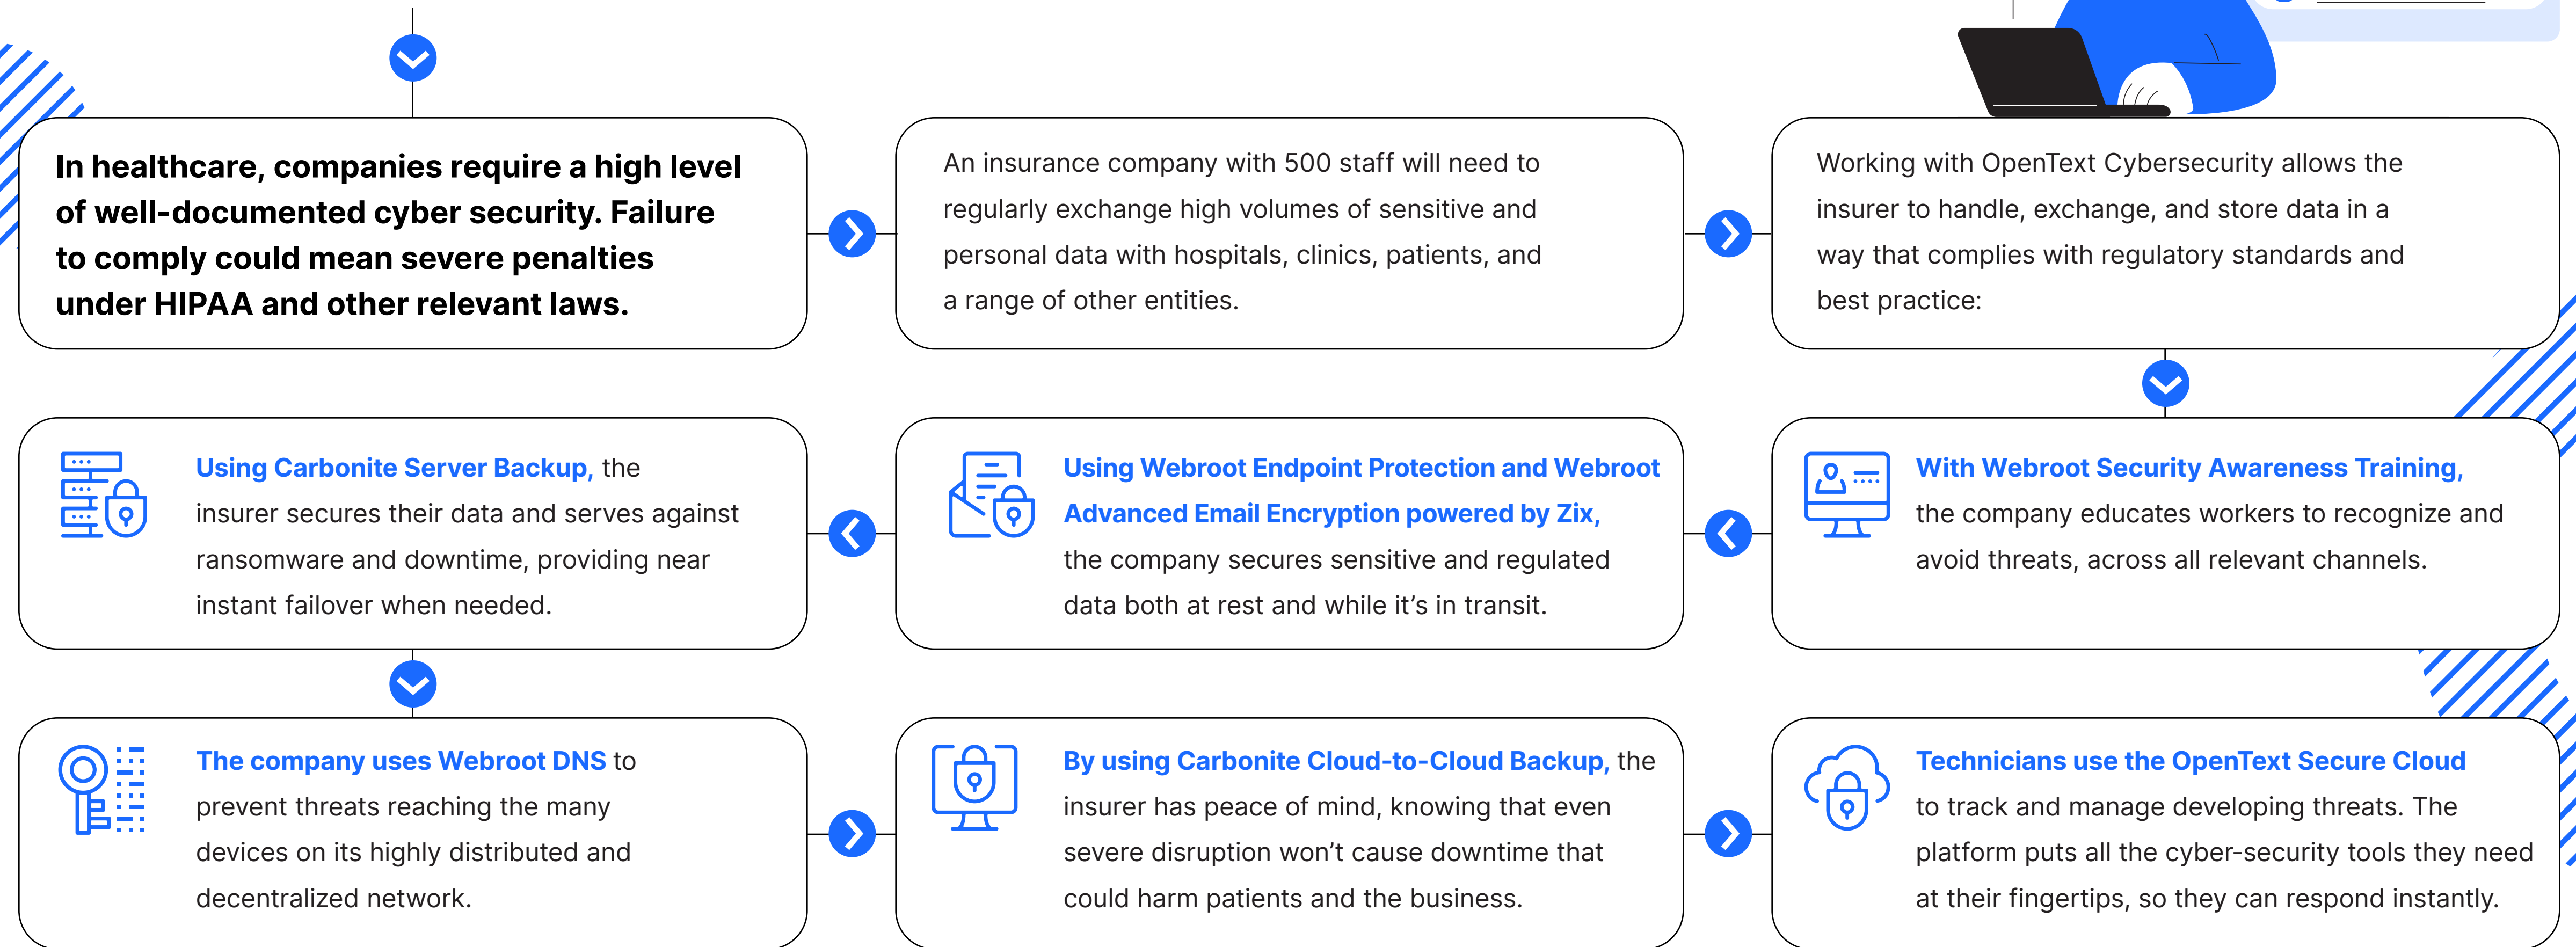 In healthcare, companies require a high level
of well-documented cyber security. Failure
to comply could mean severe penalties
under HIPAA and other relevant laws.
An insurance company with 500 staff will need to
regularly exchange high volumes of sensitive and
personal data with hospitals, clinics, patients, and
a range of other entities.
Working with OpenText Cybersecurity allows the
insurer to handle, exchange, and store data in a
way that complies with regulatory standards and
best practice:
With Webroot Security Awareness Training,
the company educates workers to recognize and
avoid threats, across all relevant channels.
Using Webroot Endpoint Protection and Webroot
Advanced Email Encryption powered by Zix,
the company secures sensitive and regulated
data both at rest and while it’s in transit.
Using Carbonite Server Backup, the
insurer secures their data and serves against
ransomware and downtime, providing near
instant failover when needed.
The company uses Webroot DNS to
prevent threats reaching the many
devices on its highly distributed and
decentralized network.
By using Carbonite Cloud-to-Cloud Backup, the
insurer has peace of mind, knowing that even
severe disruption won’t cause downtime that
could harm patients and the business.
Technicians use the OpenText Secure Cloud
to track and manage developing threats. The
platform puts all the cyber-security tools they need
at their fingertips, so they can respond instantly.